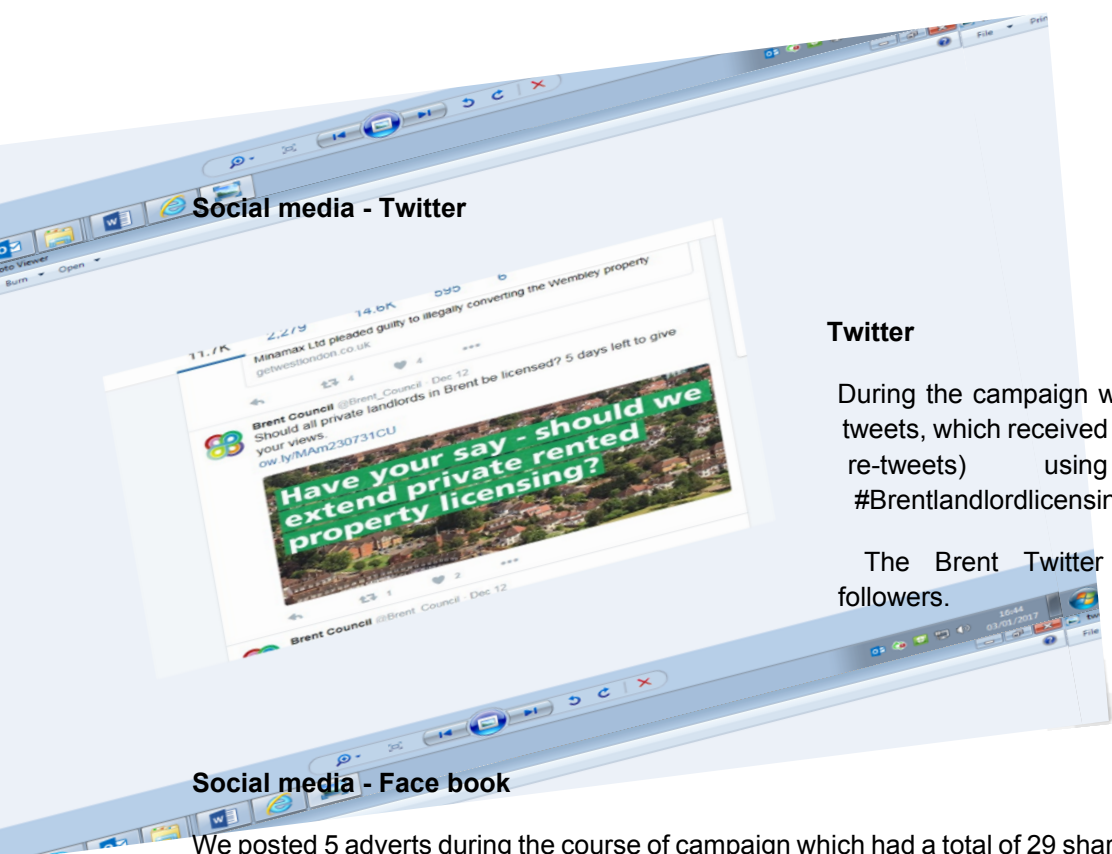 File
Prin
Social media - Twitter
oto Viewer
Burn
Open
11.7K 2,279 14.6K 595 6
Minamax Ltd pleaded guilty to illegally converting the Wembley property
getwestlondon.co.uk
4 4
Brent Council @Brent_Council · Dec 12
Should all private landlords in Brent be licensed? 5 days left to give
your views.
ow.ly/MAm230731CU
Have your say - should we
extend private rented
property licensing?
1 2
Brent Council @Brent_Council · Dec 12
Twitter
During the campaign w
tweets, which received
re-tweets) using
#Brentlandlordlicensin
The Brent Twitter
followers.
16:44
03/01/2017
File
Social media - Face book
We posted 5 adverts during the course of campaign which had a total of 29 shar